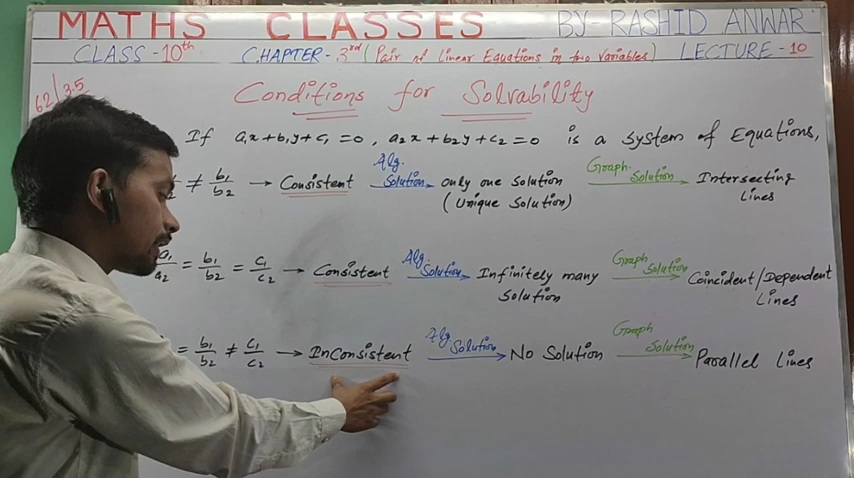 MATHS CLASSES BY- RASHID ANWAR
CLASS - 10th CHAPTER - 3rd (Pair of Linear Equations in two Variables) LECTURE - 10
62/3.5
Conditions for Solvability
If a₁x + b₁y + c₁ = 0 , a₂x + b₂y + c₂ = 0 is a system of Equations,
≠ b₁/b₂ → Consistent Alg. Solution → only one solution Graph. Solution → Intersecting
(Unique Solution) Lines
a₁/a₂ = b₁/b₂ = c₁/c₂ → Consistent Alg. Solution → Infinitely many Graph Solution → Coincident/Dependent
Solution Lines
= b₁/b₂ ≠ c₁/c₂ → InConsistent Alg. Solution → No Solution Graph Solution → Parallel Lines